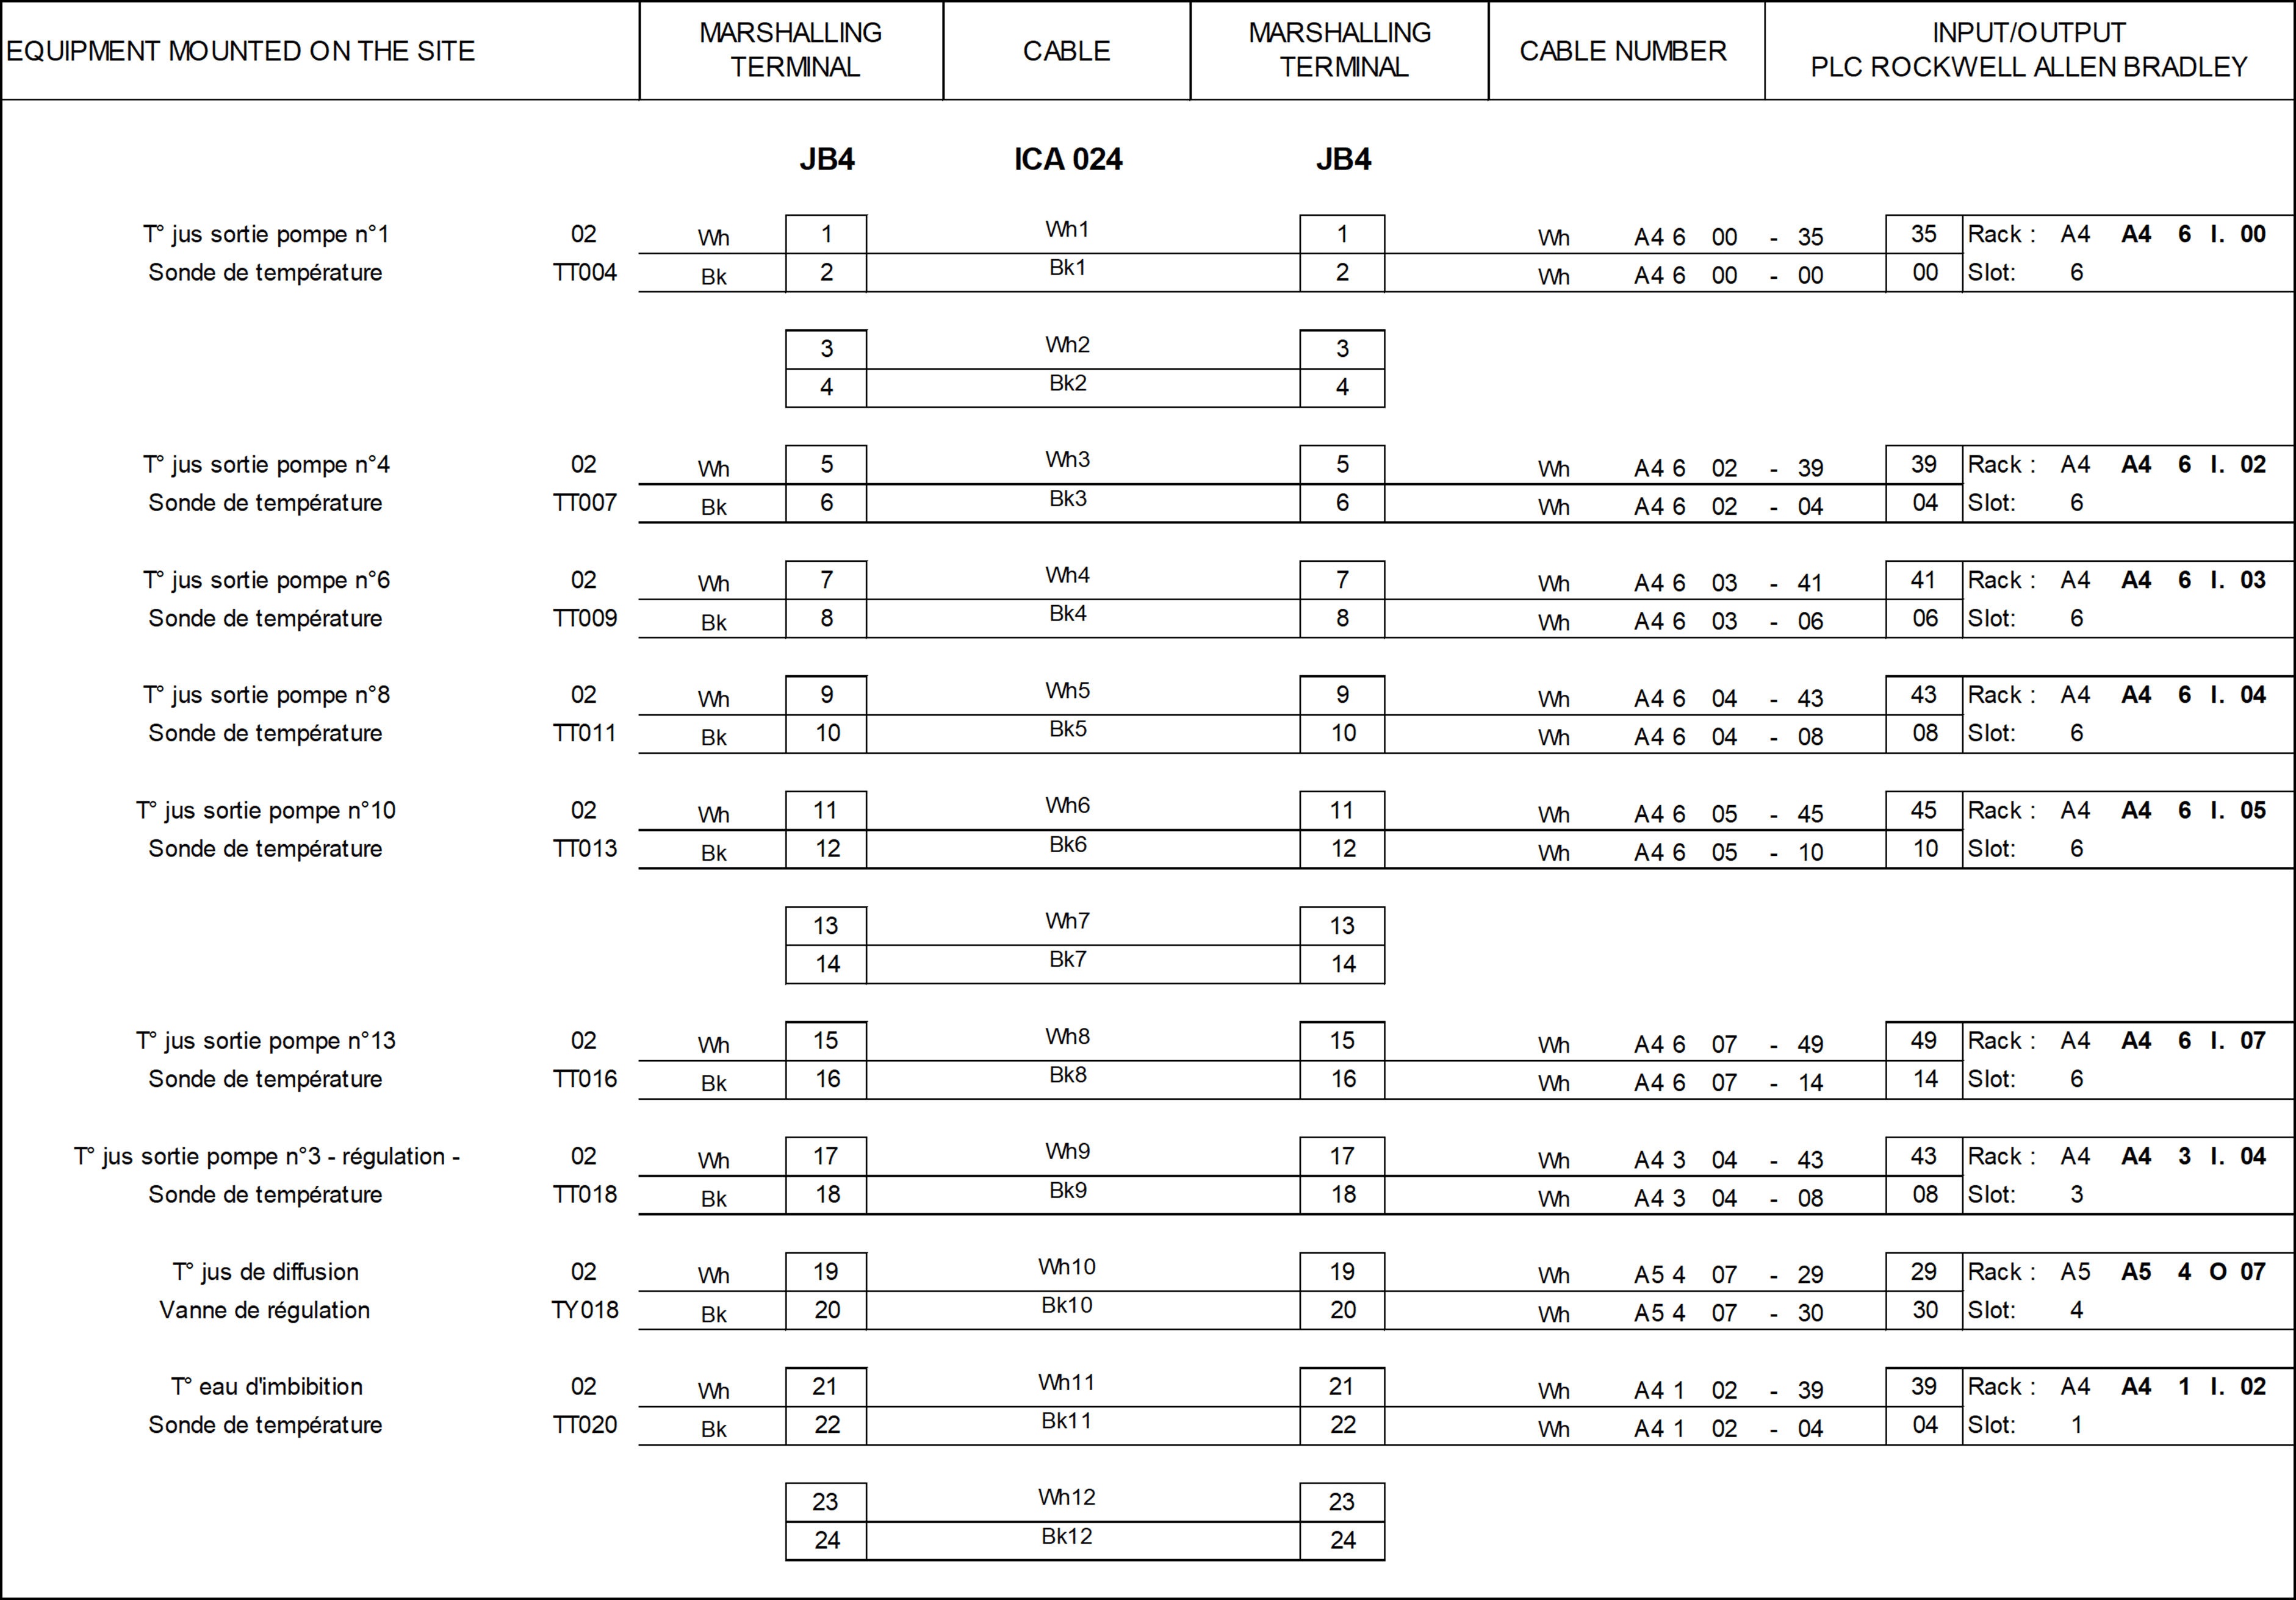 EQUIPMENT MOUNTED ON THE SITE MARSHALLING TERMINAL CABLE MARSHALLING TERMINAL CABLE NUMBER INPUT/OUTPUT PLC ROCKWELL ALLEN BRADLEY
JB4 ICA 024 JB4
T° jus sortie pompe n°1 02 Wh 1 Wh1 1 Wh A4 6 00 - 35 35 Rack : A4 A4 6 I. 00
Sonde de température TT004 Bk 2 Bk1 2 Wh A4 6 00 - 00 00 Slot: 6
3 Wh2 3
4 Bk2 4
T° jus sortie pompe n°4 02 Wh 5 Wh3 5 Wh A4 6 02 - 39 39 Rack : A4 A4 6 I. 02
Sonde de température TT007 Bk 6 Bk3 6 Wh A4 6 02 - 04 04 Slot: 6
T° jus sortie pompe n°6 02 Wh 7 Wh4 7 Wh A4 6 03 - 41 41 Rack : A4 A4 6 I. 03
Sonde de température TT009 Bk 8 Bk4 8 Wh A4 6 03 - 06 06 Slot: 6
T° jus sortie pompe n°8 02 Wh 9 Wh5 9 Wh A4 6 04 - 43 43 Rack : A4 A4 6 I. 04
Sonde de température TT011 Bk 10 Bk5 10 Wh A4 6 04 - 08 08 Slot: 6
T° jus sortie pompe n°10 02 Wh 11 Wh6 11 Wh A4 6 05 - 45 45 Rack : A4 A4 6 I. 05
Sonde de température TT013 Bk 12 Bk6 12 Wh A4 6 05 - 10 10 Slot: 6
13 Wh7 13
14 Bk7 14
T° jus sortie pompe n°13 02 Wh 15 Wh8 15 Wh A4 6 07 - 49 49 Rack : A4 A4 6 I. 07
Sonde de température TT016 Bk 16 Bk8 16 Wh A4 6 07 - 14 14 Slot: 6
T° jus sortie pompe n°3 - régulation - 02 Wh 17 Wh9 17 Wh A4 3 04 - 43 43 Rack : A4 A4 3 I. 04
Sonde de température TT018 Bk 18 Bk9 18 Wh A4 3 04 - 08 08 Slot: 3
T° jus de diffusion 02 Wh 19 Wh10 19 Wh A5 4 07 - 29 29 Rack : A5 A5 4 O 07
Vanne de régulation TY018 Bk 20 Bk10 20 Wh A5 4 07 - 30 30 Slot: 4
T° eau d'imbibition 02 Wh 21 Wh11 21 Wh A4 1 02 - 39 39 Rack : A4 A4 1 I. 02
Sonde de température TT020 Bk 22 Bk11 22 Wh A4 1 02 - 04 04 Slot: 1
23 Wh12 23
24 Bk12 24